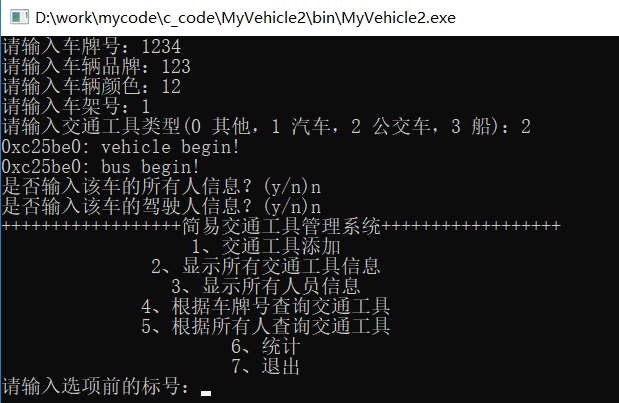 D:\work\mycode\c_code\MyVehicle2\bin\MyVehicle2.exe
请输入车牌号：1234
请输入车辆品牌：123
请输入车辆颜色：12
请输入车架号：1
请输入交通工具类型(0 其他，1 汽车，2 公交车，3 船)：2
0xc25be0: vehicle begin!
0xc25be0: bus begin!
是否输入该车的所有人信息？(y/n)n
是否输入该车的驾驶人信息？(y/n)n
++++++++++++++++++简易交通工具管理系统++++++++++++++++++
1、交通工具添加
2、显示所有交通工具信息
3、显示所有人员信息
4、根据车牌号查询交通工具
5、根据所有人查询交通工具
6、统计
7、退出
请输入选项前的标号：